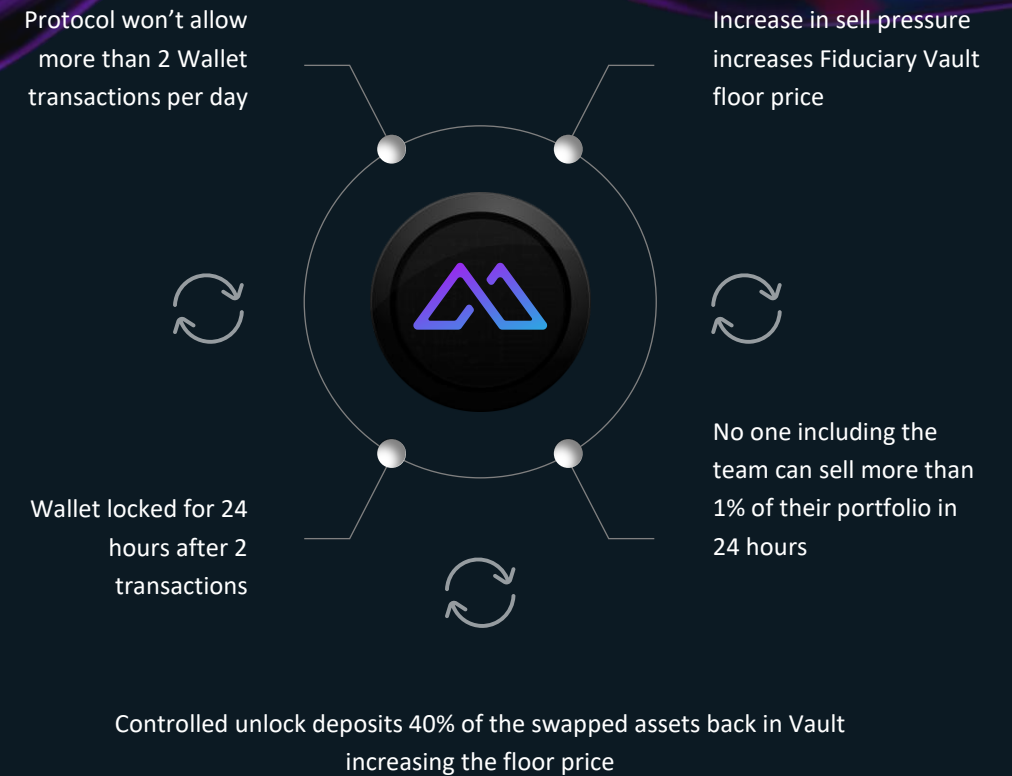 Protocol won’t allow
more than 2 Wallet
transactions per day
Increase in sell pressure
increases Fiduciary Vault
floor price
Wallet locked for 24
hours after 2
transactions
No one including the
team can sell more than
1% of their portfolio in
24 hours
Controlled unlock deposits 40% of the swapped assets back in Vault
increasing the floor price